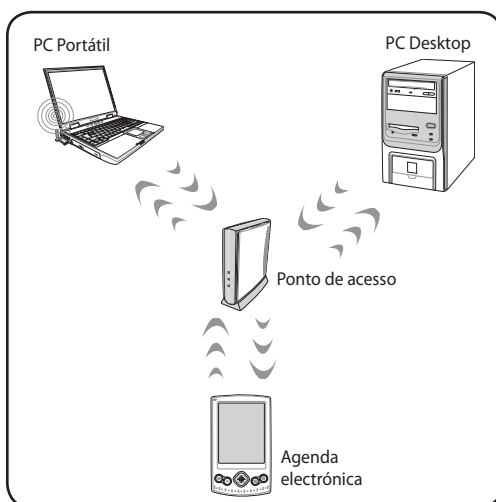 PC Portátil
PC Desktop
Ponto de acesso
Agenda
electrónica